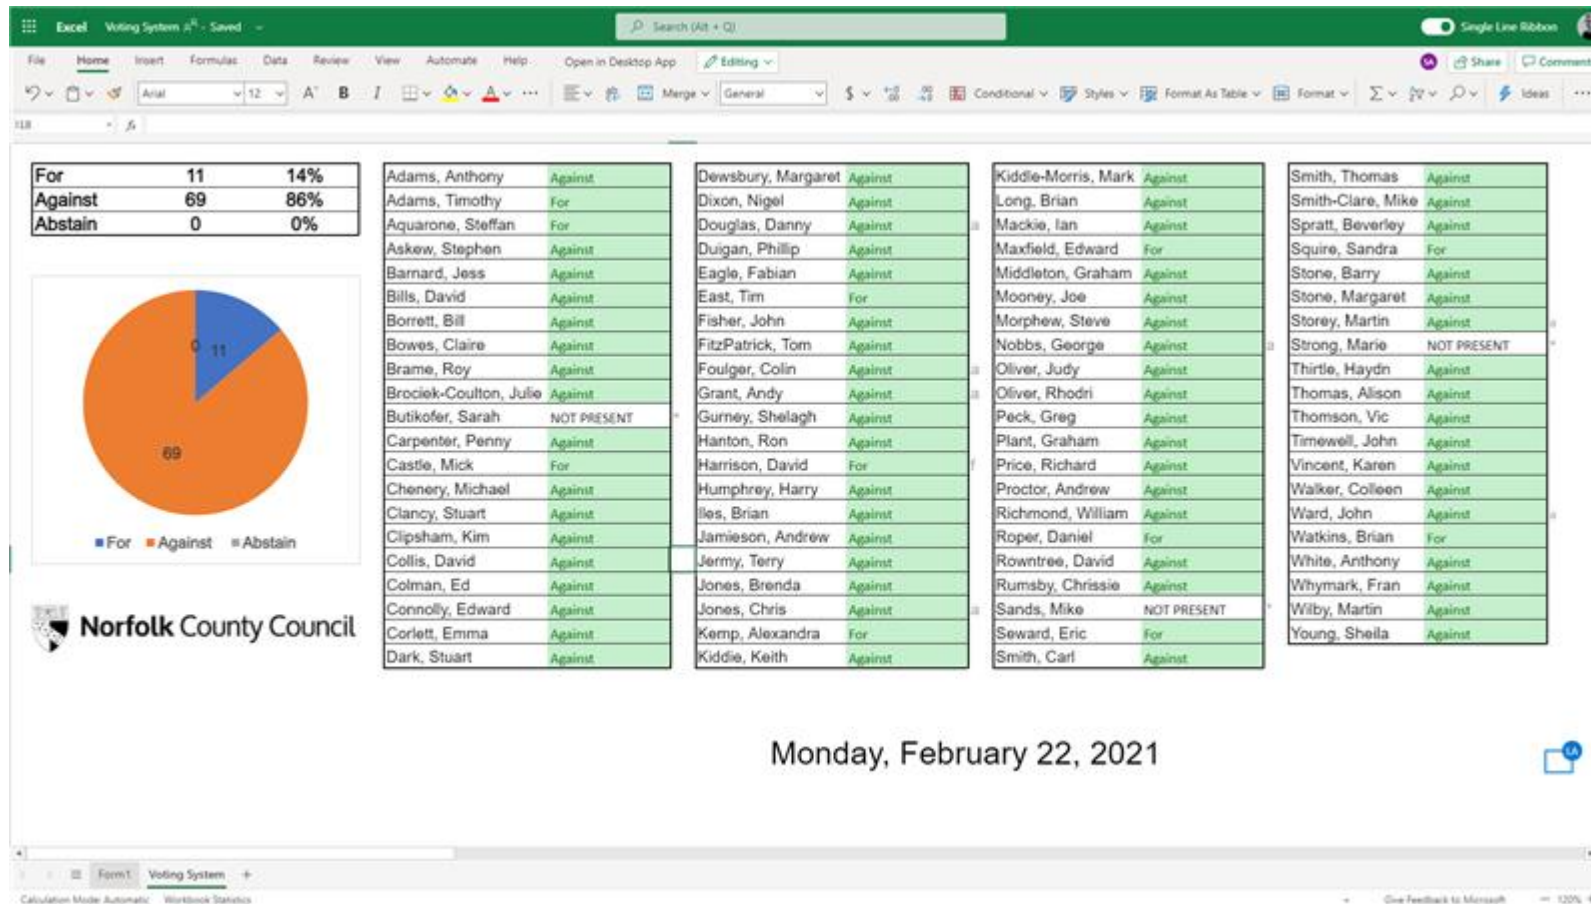 Excel Voting System - Saved
Search (Alt + Q)
Single Line Ribbon
File Home Insert Formulas Data Review View Automate Help Open in Desktop App Editing
SA Share Comment
Arial 12 A^ B I A ... Merge General $ Conditional Styles Format As Table Format Σ Ideas ...
fx
For 11 14%
Against 69 86%
Abstain 0 0%
0 11
69
For Against Abstain
Norfolk County Council
Adams, Anthony Against
Adams, Timothy For
Aquarone, Steffan For
Askew, Stephen Against
Barnard, Jess Against
Bills, David Against
Borrett, Bill Against
Bowes, Claire Against
Brame, Roy Against
Brociek-Coulton, Julie Against
Butikofer, Sarah NOT PRESENT
Carpenter, Penny Against
Castle, Mick For
Chenery, Michael Against
Clancy, Stuart Against
Clipsham, Kim Against
Collis, David Against
Colman, Ed Against
Connolly, Edward Against
Corlett, Emma Against
Dark, Stuart Against
Dewsbury, Margaret Against
Dixon, Nigel Against
Douglas, Danny Against
Duigan, Phillip Against
Eagle, Fabian Against
East, Tim For
Fisher, John Against
FitzPatrick, Tom Against
Foulger, Colin Against
Grant, Andy Against
Gurney, Shelagh Against
Hanton, Ron Against
Harrison, David For
Humphrey, Harry Against
Iles, Brian Against
Jamieson, Andrew Against
Jermy, Terry Against
Jones, Brenda Against
Jones, Chris Against
Kemp, Alexandra For
Kiddie, Keith Against
Kiddle-Morris, Mark Against
Long, Brian Against
Mackie, Ian Against
Maxfield, Edward For
Middleton, Graham Against
Mooney, Joe Against
Morphew, Steve Against
Nobbs, George Against
Oliver, Judy Against
Oliver, Rhodri Against
Peck, Greg Against
Plant, Graham Against
Price, Richard Against
Proctor, Andrew Against
Richmond, William Against
Roper, Daniel For
Rowntree, David Against
Rumsby, Chrissie Against
Sands, Mike NOT PRESENT
Seward, Eric For
Smith, Carl Against
Smith, Thomas Against
Smith-Clare, Mike Against
Spratt, Beverley Against
Squire, Sandra For
Stone, Barry Against
Stone, Margaret Against
Storey, Martin Against
Strong, Marie NOT PRESENT
Thirtle, Haydn Against
Thomas, Alison Against
Thomson, Vic Against
Timewell, John Against
Vincent, Karen Against
Walker, Colleen Against
Ward, John Against
Watkins, Brian For
White, Anthony Against
Whymark, Fran Against
Wilby, Martin Against
Young, Sheila Against
Monday, February 22, 2021
LA
Form1 Voting System +
Calculation Mode: Automatic Workbook Statistics
Give Feedback to Microsoft 120%